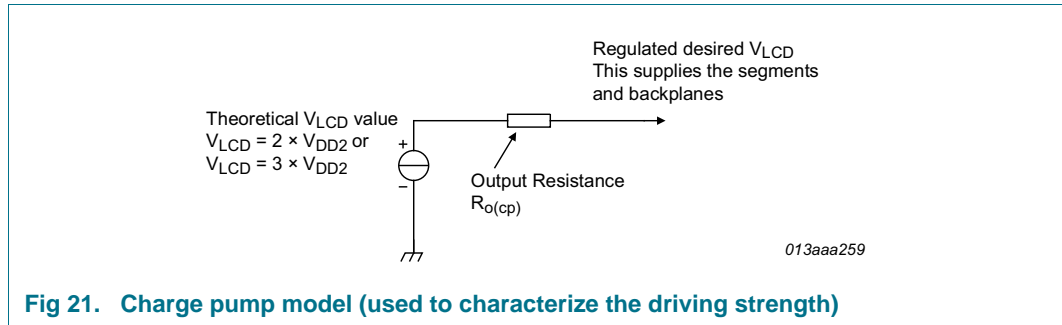 Regulated desired VLCD
This supplies the segments
and backplanes
Theoretical VLCD value
VLCD = 2 × VDD2 or
VLCD = 3 × VDD2
+
−
Output Resistance
Ro(cp)
013aaa259
Fig 21. Charge pump model (used to characterize the driving strength)